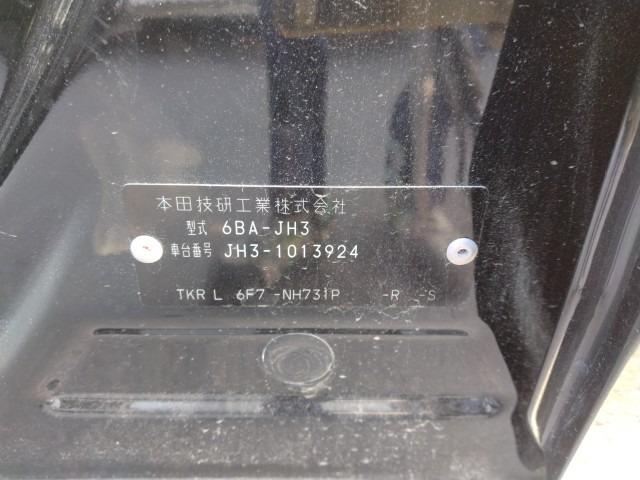 本田技研工業株式会社
型式 6BA-JH3
車台番号 JH3-1013924
TKR L 6F7 -NH731P -R -S